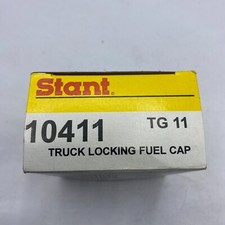 Stant®
10411 TG 11
TRUCK LOCKING FUEL CAP